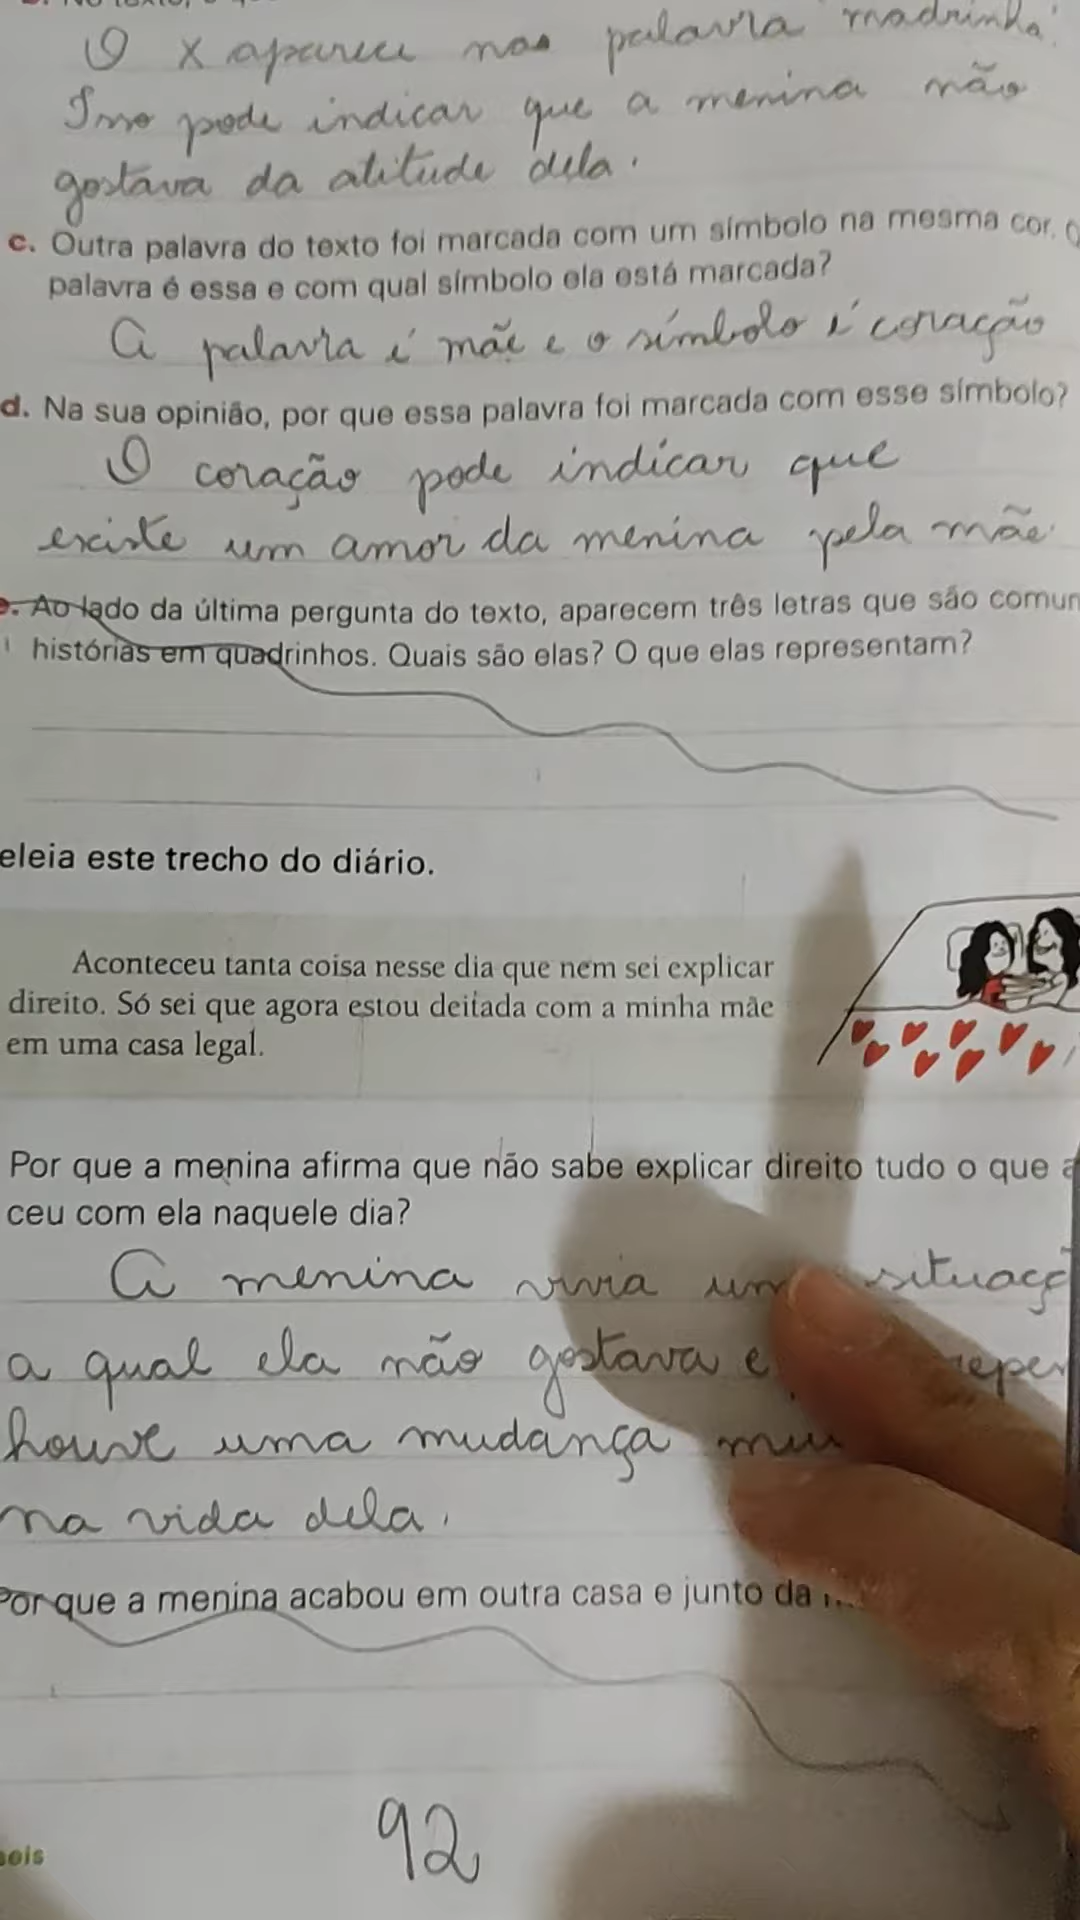 O x aparece nas palavra madrinha.
Isso pode indicar que a menina não
gostava da atitude dela.
c. Outra palavra do texto foi marcada com um símbolo na mesma cor.
palavra é essa e com qual símbolo ela está marcada?
A palavra é mãe e o símbolo é coração
d. Na sua opinião, por que essa palavra foi marcada com esse símbolo?
O coração pode indicar que
existe um amor da menina pela mãe
e. Ao lado da última pergunta do texto, aparecem três letras que são comun
histórias em quadrinhos. Quais são elas? O que elas representam?
eleia este trecho do diário.
Aconteceu tanta coisa nesse dia que nem sei explicar
direito. Só sei que agora estou deitada com a minha mãe
em uma casa legal.
Por que a menina afirma que não sabe explicar direito tudo o que a
ceu com ela naquele dia?
A menina vivia um situaçã
a qual ela não gostava e reper
houve uma mudança mui
na vida dela.
Por que a menina acabou em outra casa e junto da
92
seis